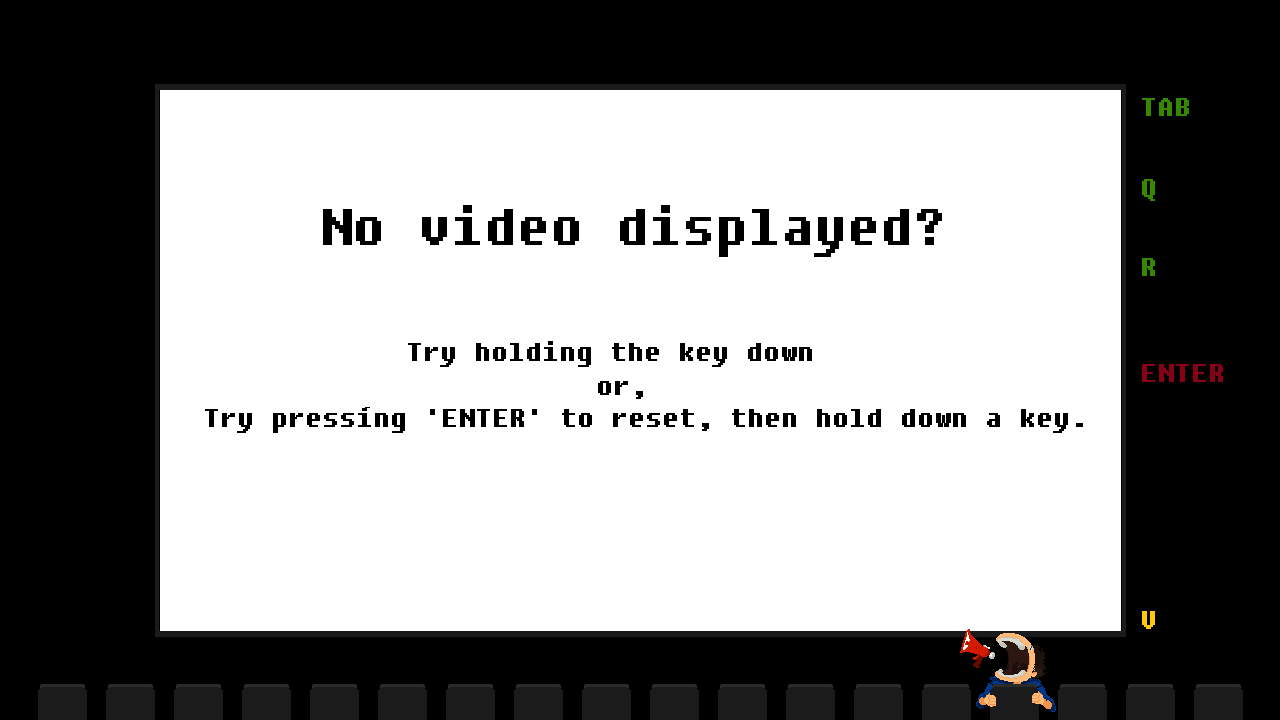 TAB
Q
No video displayed?
R
Try holding the key down
ENTER
or,
Try pressíng 'ENTER' to reset, then hold down a key.
V